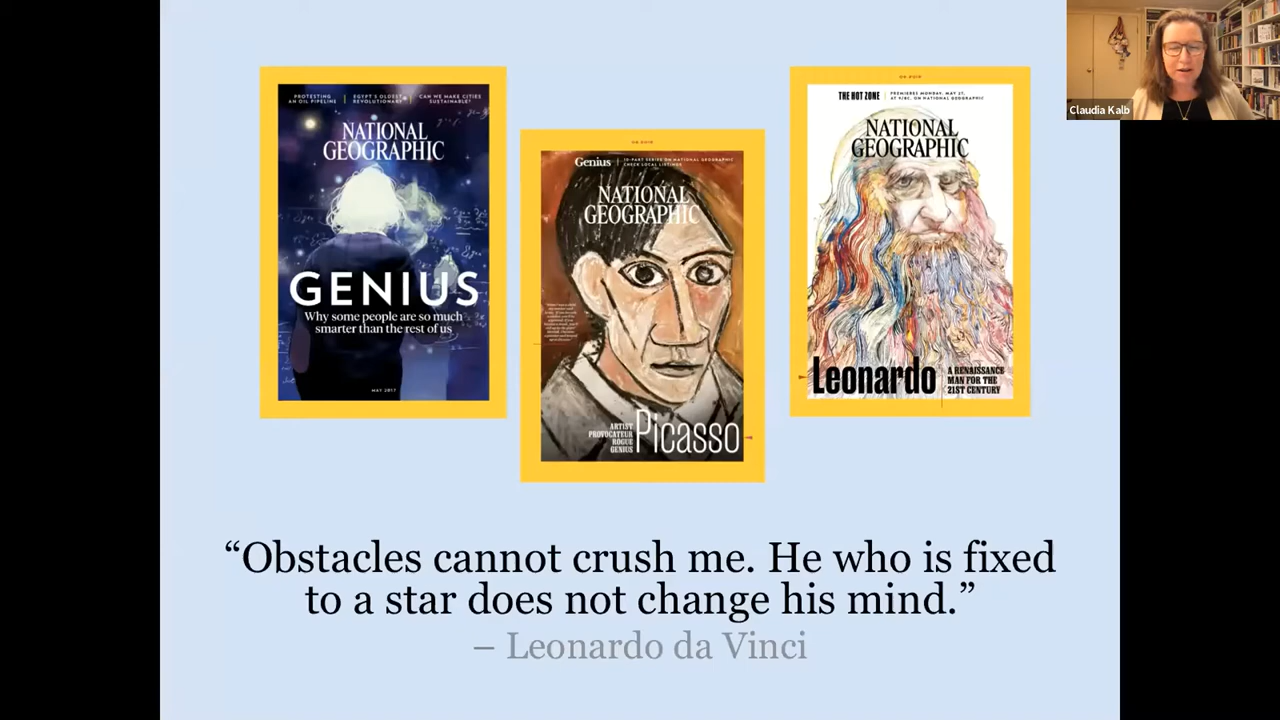 PROTESTING
AN OIL PIPELINE
EGYPT'S OLDEST
REVOLUTIONARY
CAN WE MAKE CITIES
SUSTAINABLE?
NATIONAL
GEOGRAPHIC
GENIUS
Why some people are so much
smarter than the rest of us
MAY 2017
Genius
10-PART SERIES ON NATIONAL GEOGRAPHIC
CHECK LOCAL LISTINGS
NATIONAL
GEOGRAPHIC
ARTIST
PROVOCATEUR
ROGUE
GENIUS
Picasso
THE HOT ZONE
PREMIERES MONDAY, MAY 27,
AT 9/8C, ON NATIONAL GEOGRAPHIC
NATIONAL
GEOGRAPHIC
Leonardo
A RENAISSANCE
MAN FOR THE
21ST CENTURY
Claudia Kalb
“Obstacles cannot crush me. He who is fixed
to a star does not change his mind.”
– Leonardo da Vinci